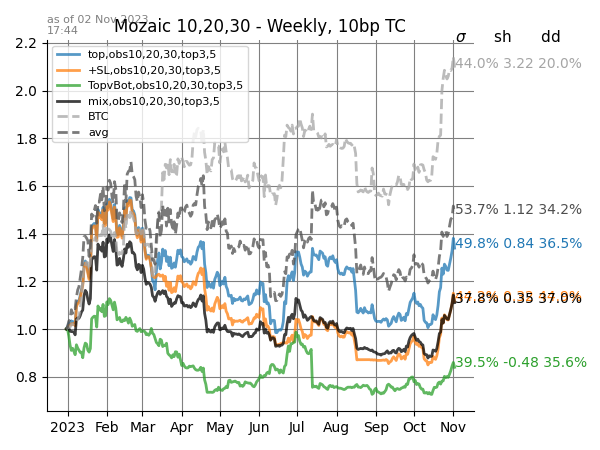 as of 02 Nov 2023
17:44
Mozaic 10,20,30 - Weekly, 10bp TC
σ sh dd
top,obs10,20,30,top3,5
+SL,obs10,20,30,top3,5
TopvBot,obs10,20,30,top3,5
mix,obs10,20,30,top3,5
BTC
avg
44.0% 3.22 20.0%
53.7% 1.12 34.2%
49.8% 0.84 36.5%
37.8% 0.35 37.0%
39.5% -0.48 35.6%
2.2
2.0
1.8
1.6
1.4
1.2
1.0
0.8
2023 Feb Mar Apr May Jun Jul Aug Sep Oct Nov